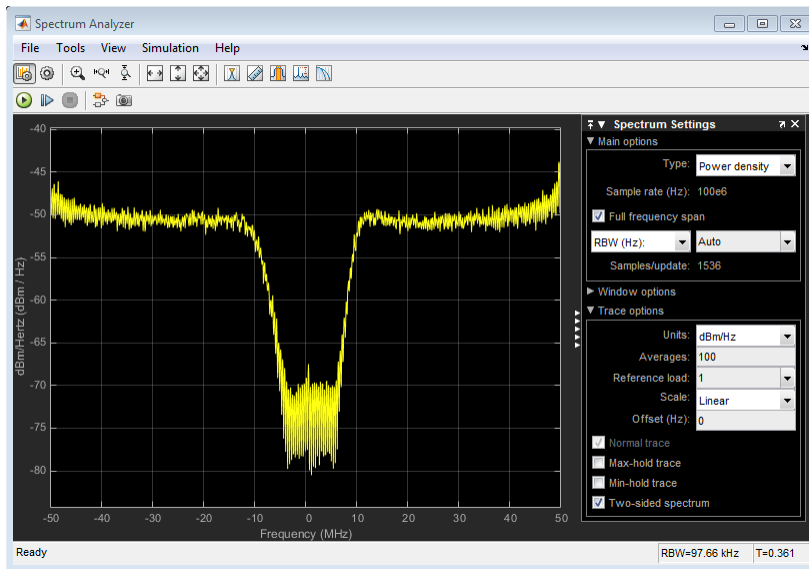 Spectrum Analyzer
File Tools View Simulation Help
-40
-45
-50
-55
-60
-65
-70
-75
-80
dBm/Hertz (dBm / Hz)
-50 -40 -30 -20 -10 0 10 20 30 40 50
Frequency (MHz)
Spectrum Settings
Main options
Type: Power density
Sample rate (Hz): 100e6
Full frequency span
RBW (Hz): Auto
Samples/update: 1536
Window options
Trace options
Units: dBm/Hz
Averages: 100
Reference load: 1
Scale: Linear
Offset (Hz): 0
Normal trace
Max-hold trace
Min-hold trace
Two-sided spectrum
Ready RBW=97.66 kHz T=0.361